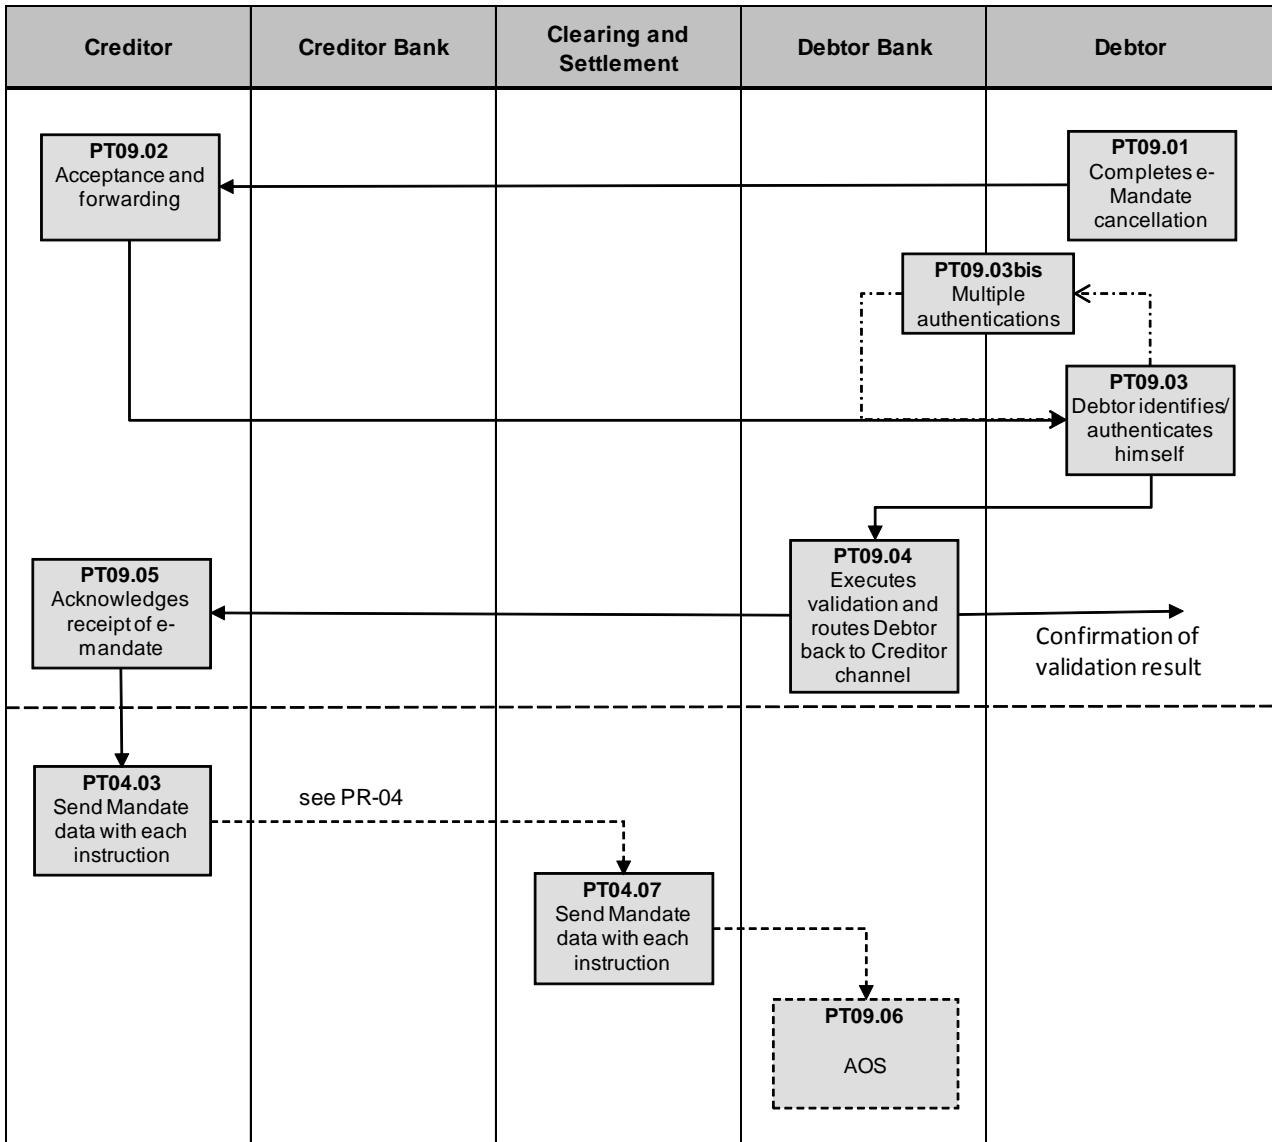 Creditor
Creditor Bank
Clearing and
Settlement
Debtor Bank
Debtor
PT09.02
Acceptance and
forwarding
PT09.01
Completes e-
Mandate
cancellation
PT09.03bis
Multiple
authentications
PT09.03
Debtor identifies/
authenticates
himself
PT09.04
Executes
validation and
routes Debtor
back to Creditor
channel
PT09.05
Acknowledges
receipt of e-
mandate
Confirmation of
validation result
PT04.03
Send Mandate
data with each
instruction
see PR-04
PT04.07
Send Mandate
data with each
instruction
PT09.06
AOS